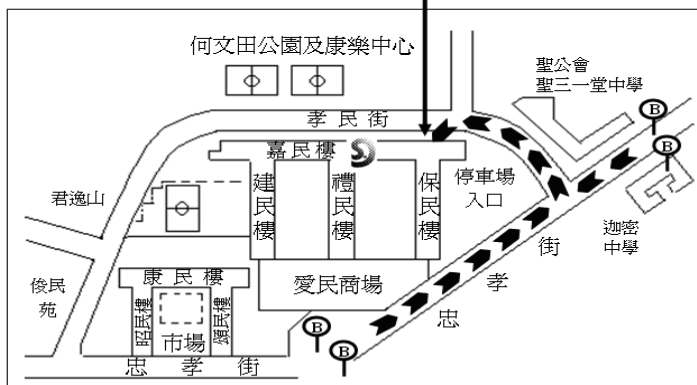 何文田公園及康樂中心
聖公會
聖三一堂中學
B
B
孝民街
嘉民樓
君逸山
建民樓
禮民樓
保民樓
停車場
入口
迦密
中學
忠孝街
俊民
苑
康民樓
愛民商場
昭民樓
市場
頌民樓
B
B
忠孝街